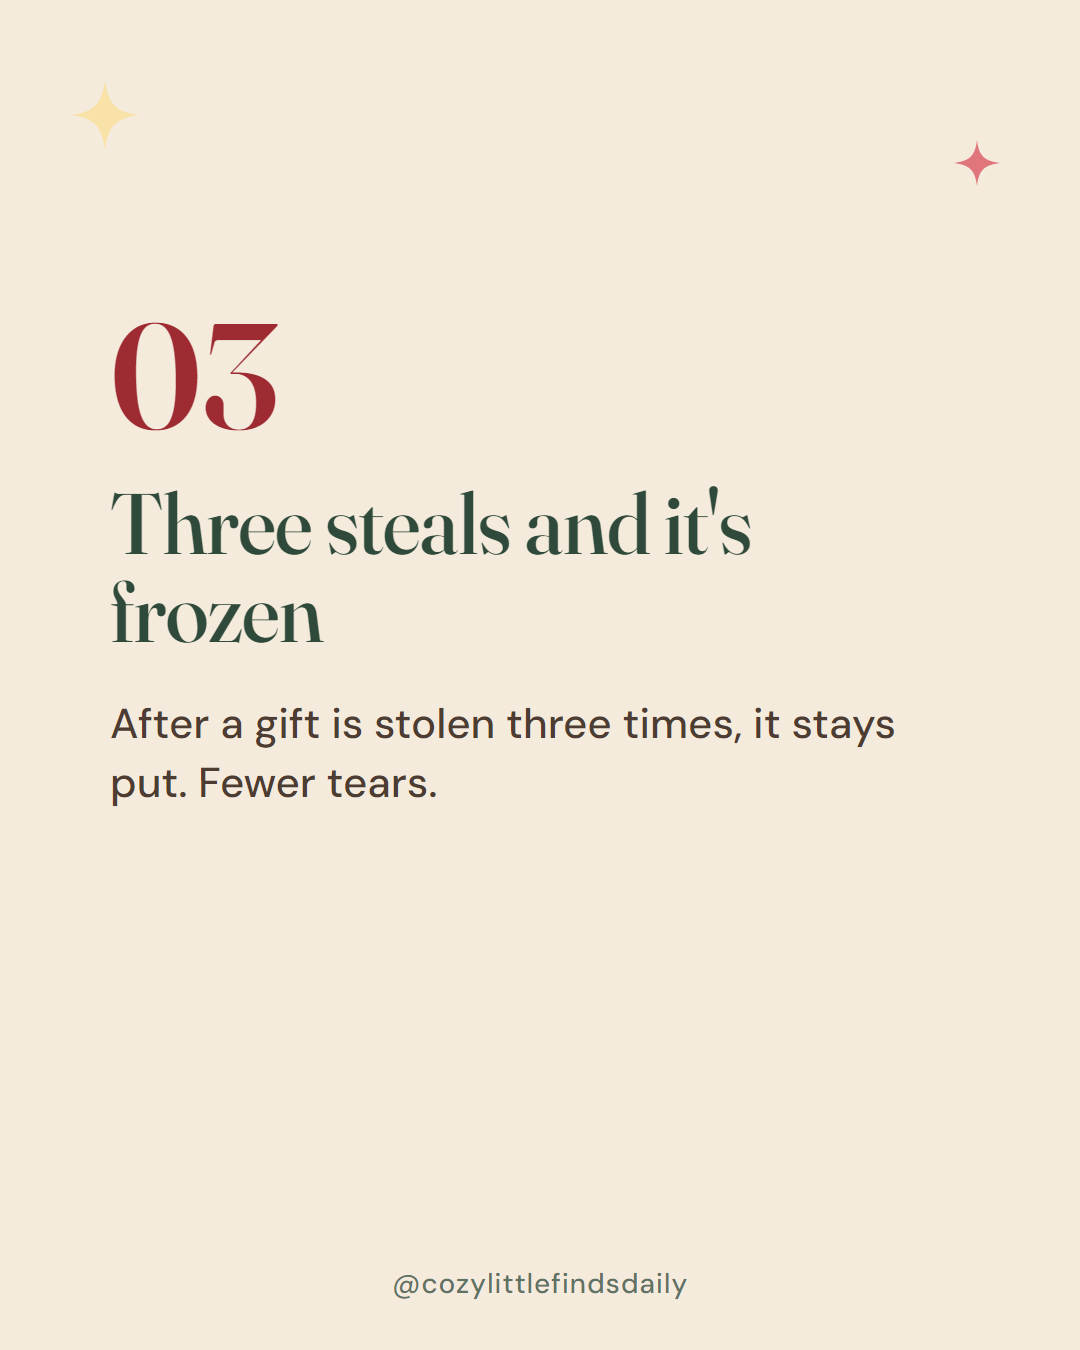 03
Three steals and it's
frozen
After a gift is stolen three times, it stays
put. Fewer tears.
@cozylittlefindsdaily